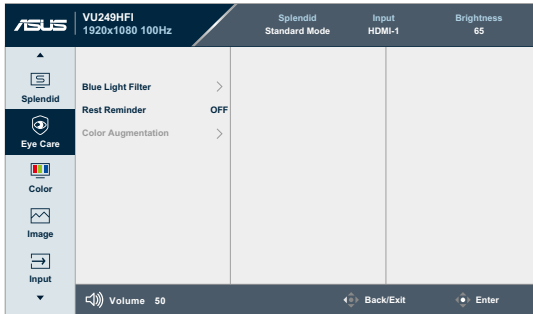 ASUS
VU249HFI
1920x1080 100Hz
Splendid
Standard Mode
Input
HDMI-1
Brightness
65
Splendid
Eye Care
Color
Image
Input
Blue Light Filter
Rest Reminder OFF
Color Augmentation
Volume 50
Back/Exit
Enter